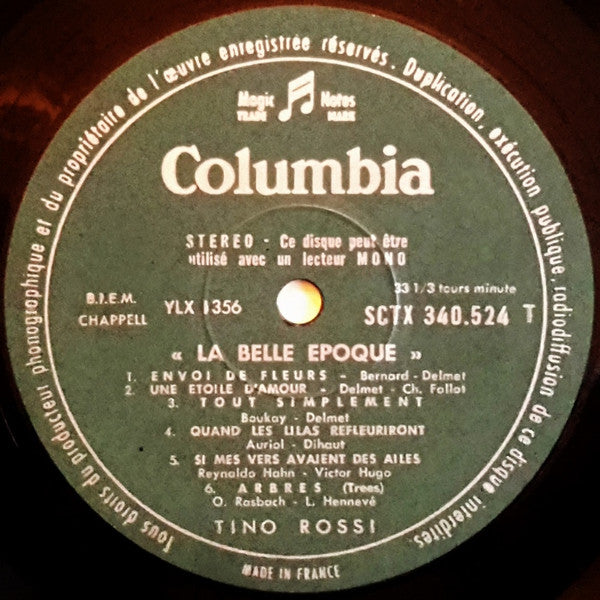 Tous droits du producteur phonographique et du propriétaire de l'œuvre enregistrée réservés. Duplication, exécution publique, radiodiffusion de ce disque interdites.
Magic Notes
TRADE MARK
Columbia
STEREO - Ce disque peut être
utilisé avec un lecteur MONO
33 1/3 tours minute
B.I.E.M.
CHAPPELL
YLX 1356
SCTX 340.524 T
« LA BELLE EPOQUE »
1. ENVOI DE FLEURS - Bernard - Delmet
2. UNE ETOILE D'AMOUR - Delmet - Ch. Fallot
3. TOUT SIMPLEMENT
Boukay - Delmet
4. QUAND LES LILAS REFLEURIRONT
Auriol - Dihaut
5. SI MES VERS AVAIENT DES AILES
Reynaldo Hahn - Victor Hugo
6. ARBRES (Trees)
O. Rasbach - L. Hennevé
TINO ROSSI
MADE IN FRANCE